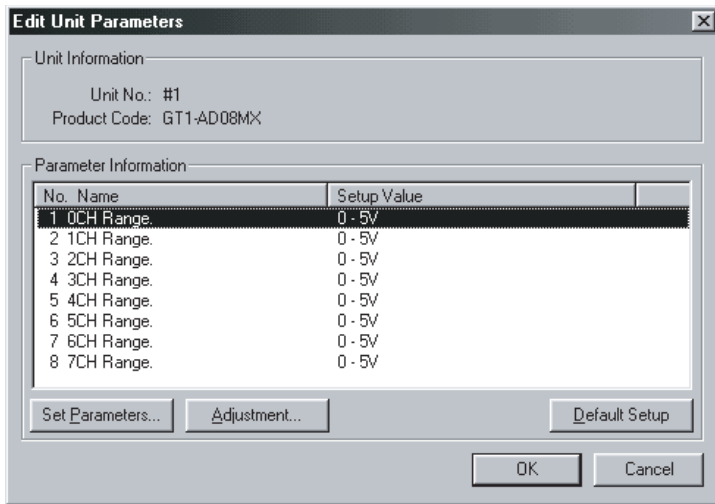 Edit Unit Parameters
Unit Information
Unit No.: #1
Product Code: GT1-AD08MX
Parameter Information
No. Name Setup Value
1 0CH Range. 0 - 5V
2 1CH Range. 0 - 5V
3 2CH Range. 0 - 5V
4 3CH Range. 0 - 5V
5 4CH Range. 0 - 5V
6 5CH Range. 0 - 5V
7 6CH Range. 0 - 5V
8 7CH Range. 0 - 5V
Set Parameters... Adjustment... Default Setup
OK Cancel